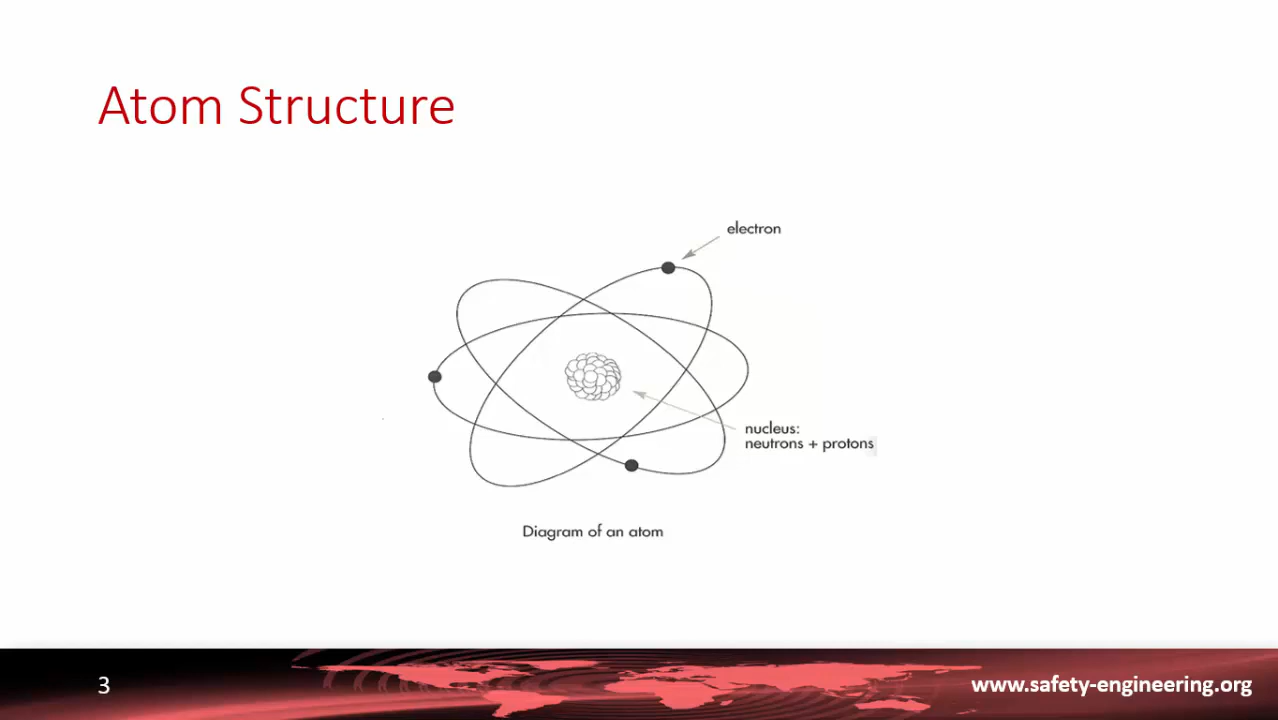 Atom Structure
electron
nucleus:
neutrons + protons
Diagram of an atom
3
www.safety-engineering.org